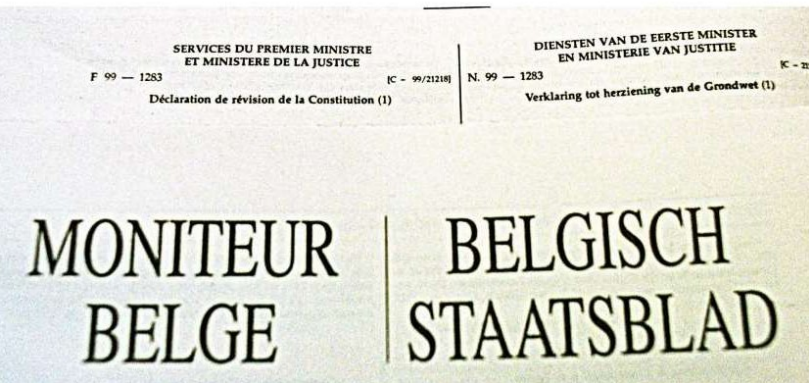 SERVICES DU PREMIER MINISTRE
ET MINISTERE DE LA JUSTICE
F 99 — 1283
[C - 99/21218]
Déclaration de révision de la Constitution (1)
DIENSTEN VAN DE EERSTE MINISTER
EN MINISTERIE VAN JUSTITIE
N. 99 — 1283
Verklaring tot herziening van de Grondwet (1)
MONITEUR
BELGE
BELGISCH
STAATSBLAD